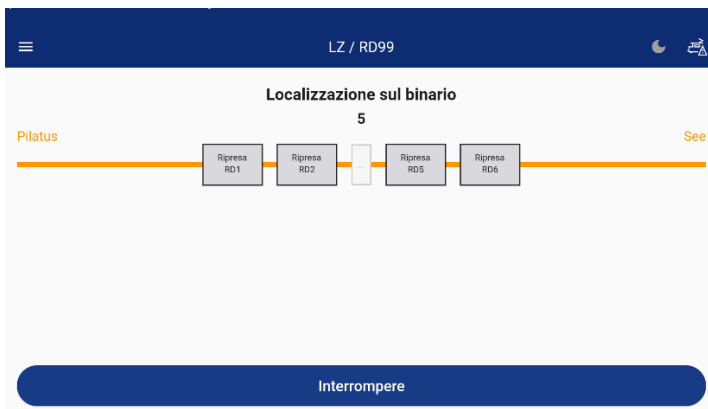 LZ / RD99
Localizzazione sul binario
5
Pilatus
See
Ripresa
RD1
Ripresa
RD2
...
Ripresa
RD5
Ripresa
RD6
Interrompere